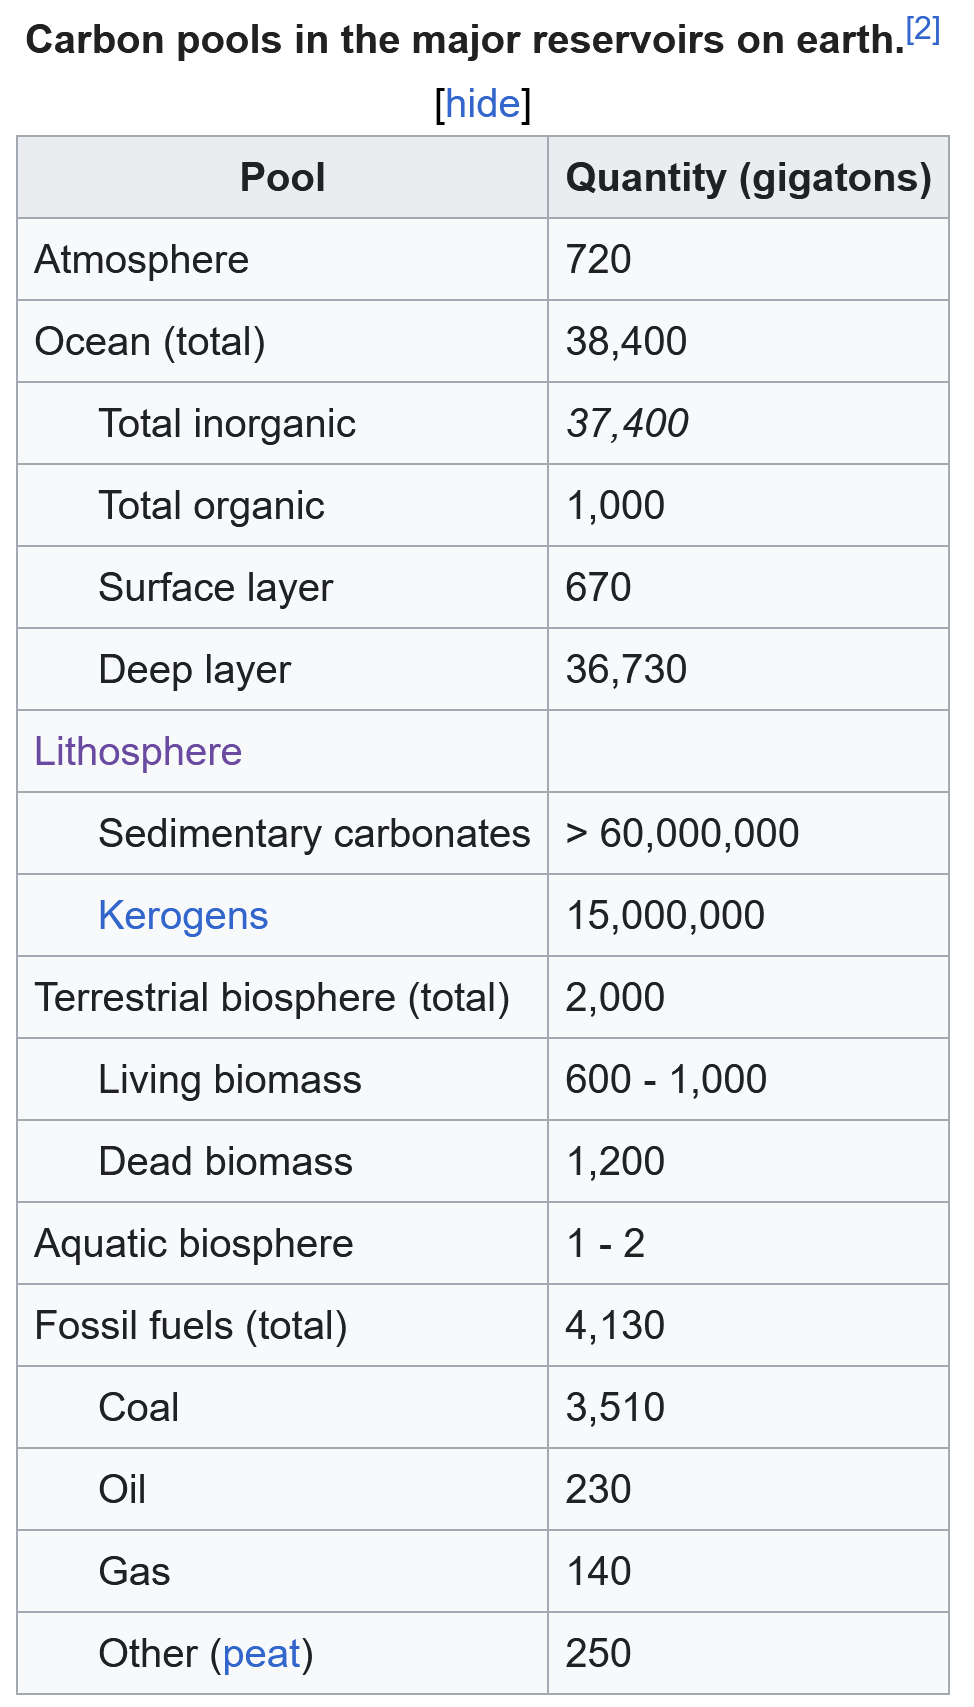 Carbon pools in the major reservoirs on earth.[2]
[hide]
Pool Quantity (gigatons)
Atmosphere 720
Ocean (total) 38,400
Total inorganic 37,400
Total organic 1,000
Surface layer 670
Deep layer 36,730
Lithosphere
Sedimentary carbonates > 60,000,000
Kerogens 15,000,000
Terrestrial biosphere (total) 2,000
Living biomass 600 - 1,000
Dead biomass 1,200
Aquatic biosphere 1 - 2
Fossil fuels (total) 4,130
Coal 3,510
Oil 230
Gas 140
Other (peat) 250